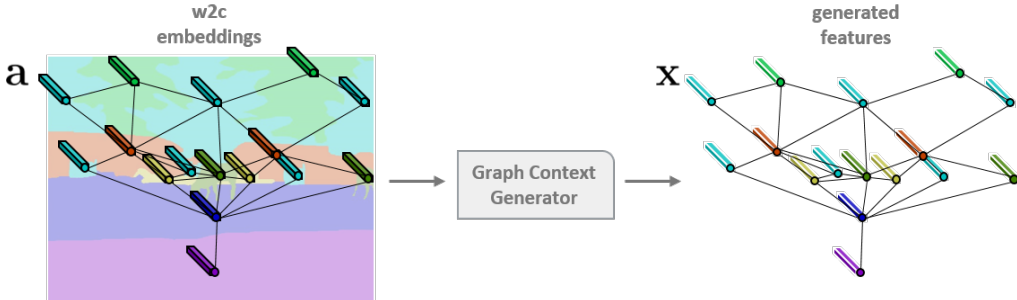 w2c
embeddings
generated
features
a
x
Graph Context
Generator